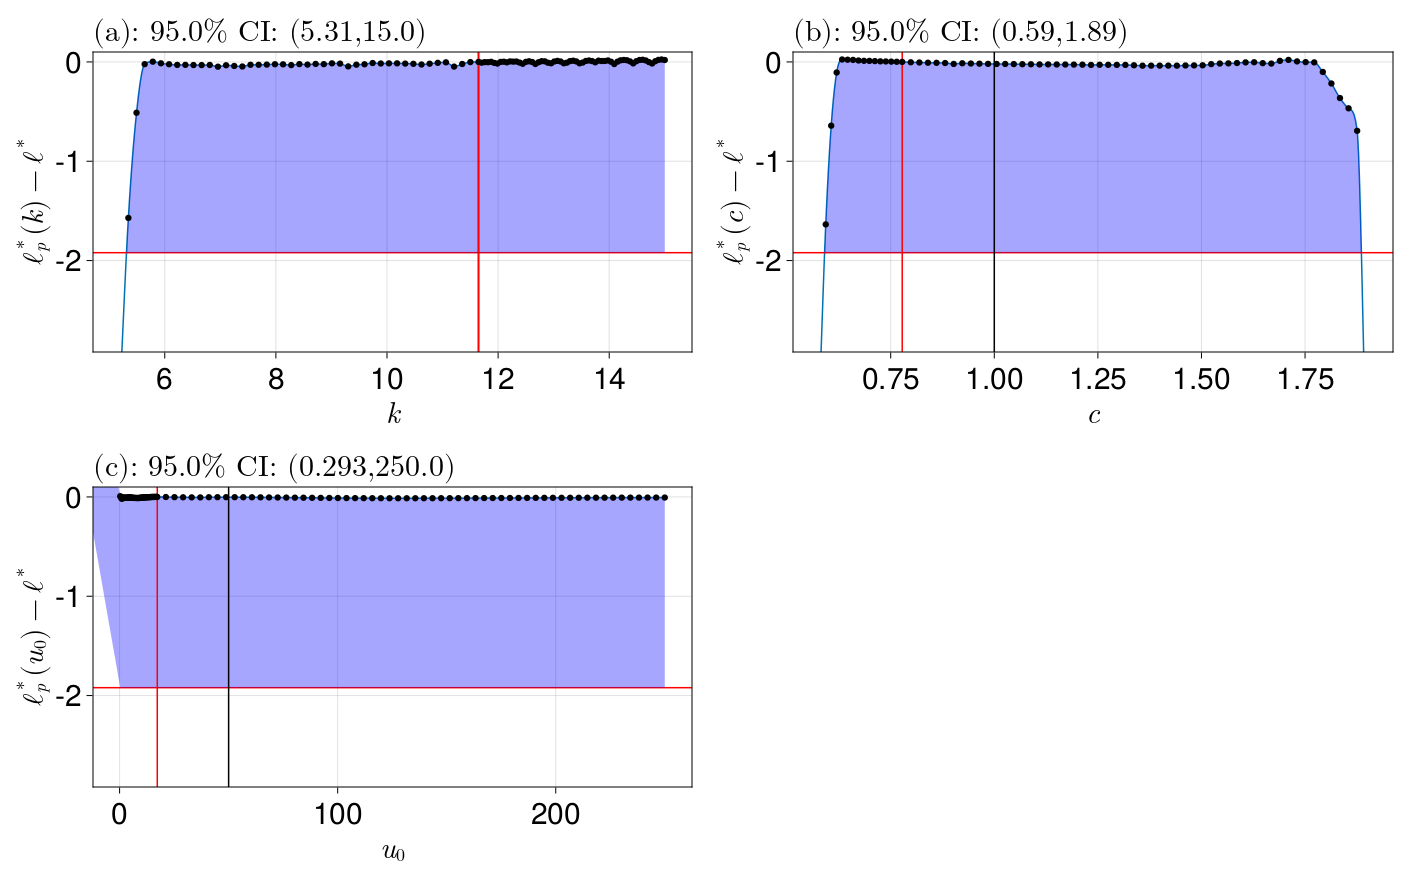 (a): 95.0% CI: (5.31,15.0)
0
-1
-2
ℓ*ₚ(k) − ℓ*
6 8 10 12 14
k
(b): 95.0% CI: (0.59,1.89)
0
-1
-2
ℓ*ₚ(c) − ℓ*
0.75 1.00 1.25 1.50 1.75
c
(c): 95.0% CI: (0.293,250.0)
0
-1
-2
ℓ*ₚ(u₀) − ℓ*
0 100 200
u₀